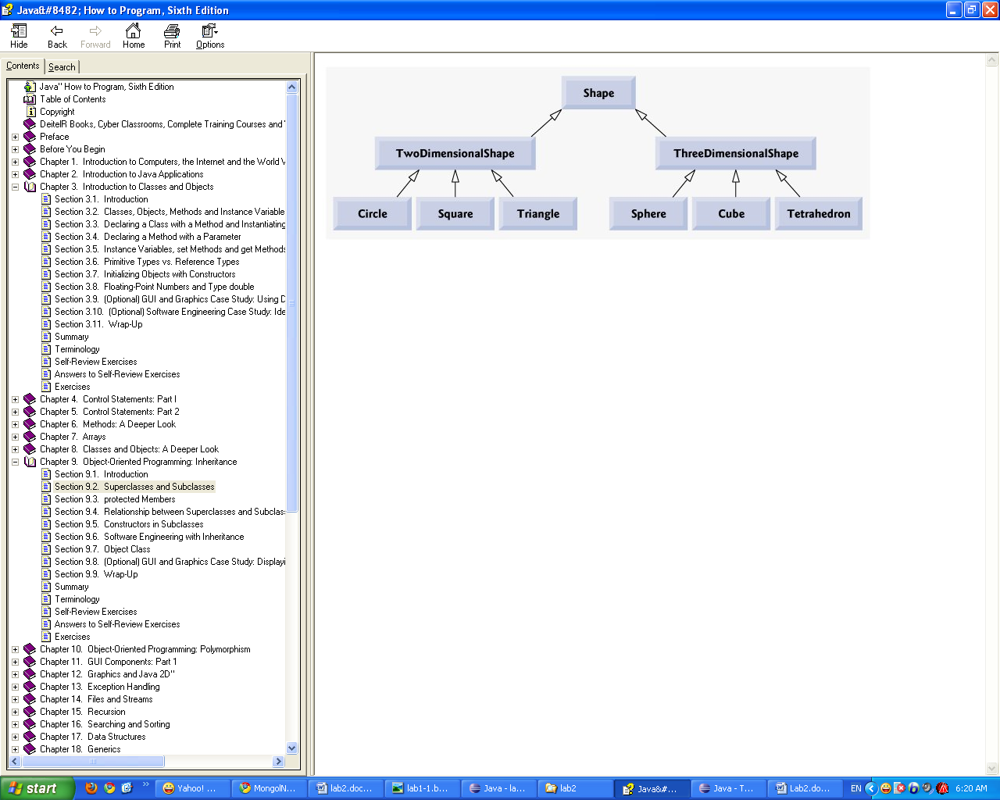 Java&#8482; How to Program, Sixth Edition
Hide Back Forward Home Print Options
Contents Search
Java" How to Program, Sixth Edition
Table of Contents
Copyright
DeitelR Books, Cyber Classrooms, Complete Training Courses and
Preface
Before You Begin
Chapter 1. Introduction to Computers, the Internet and the World
Chapter 2. Introduction to Java Applications
Chapter 3. Introduction to Classes and Objects
Section 3.1. Introduction
Section 3.2. Classes, Objects, Methods and Instance Variable
Section 3.3. Declaring a Class with a Method and Instantiating
Section 3.4. Declaring a Method with a Parameter
Section 3.5. Instance Variables, set Methods and get Methods
Section 3.6. Primitive Types vs. Reference Types
Section 3.7. Initializing Objects with Constructors
Section 3.8. Floating-Point Numbers and Type double
Section 3.9. (Optional) GUI and Graphics Case Study: Using D
Section 3.10. (Optional) Software Engineering Case Study: Ide
Section 3.11. Wrap-Up
Summary
Terminology
Self-Review Exercises
Answers to Self-Review Exercises
Exercises
Chapter 4. Control Statements: Part I
Chapter 5. Control Statements: Part 2
Chapter 6. Methods: A Deeper Look
Chapter 7. Arrays
Chapter 8. Classes and Objects: A Deeper Look
Chapter 9. Object-Oriented Programming: Inheritance
Section 9.1. Introduction
Section 9.2. Superclasses and Subclasses
Section 9.3. protected Members
Section 9.4. Relationship between Superclasses and Subclas
Section 9.5. Constructors in Subclasses
Section 9.6. Software Engineering with Inheritance
Section 9.7. Object Class
Section 9.8. (Optional) GUI and Graphics Case Study: Displayi
Section 9.9. Wrap-Up
Summary
Terminology
Self-Review Exercises
Answers to Self-Review Exercises
Exercises
Chapter 10. Object-Oriented Programming: Polymorphism
Chapter 11. GUI Components: Part 1
Chapter 12. Graphics and Java 2D"
Chapter 13. Exception Handling
Chapter 14. Files and Streams
Chapter 15. Recursion
Chapter 16. Searching and Sorting
Chapter 17. Data Structures
Chapter 18. Generics
Shape
TwoDimensionalShape ThreeDimensionalShape
Circle Square Triangle Sphere Cube Tetrahedron
start Yahoo! ... MongolN... lab2.doc... lab1-1.b... Java - la... lab2 Java&#... Java - T... Lab2.do... EN 6:20 AM